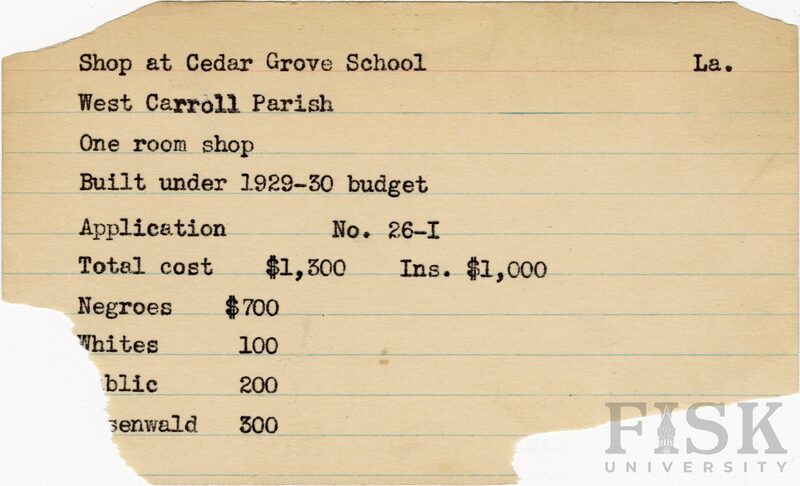 Shop at Cedar Grove School La.
West Carroll Parish
One room shop
Built under 1929-30 budget
Application No. 26-I
Total cost $1,300 Ins. $1,000
Negroes $700
Whites 100
blic 200
senwald 300
FISK
UNIVERSITY